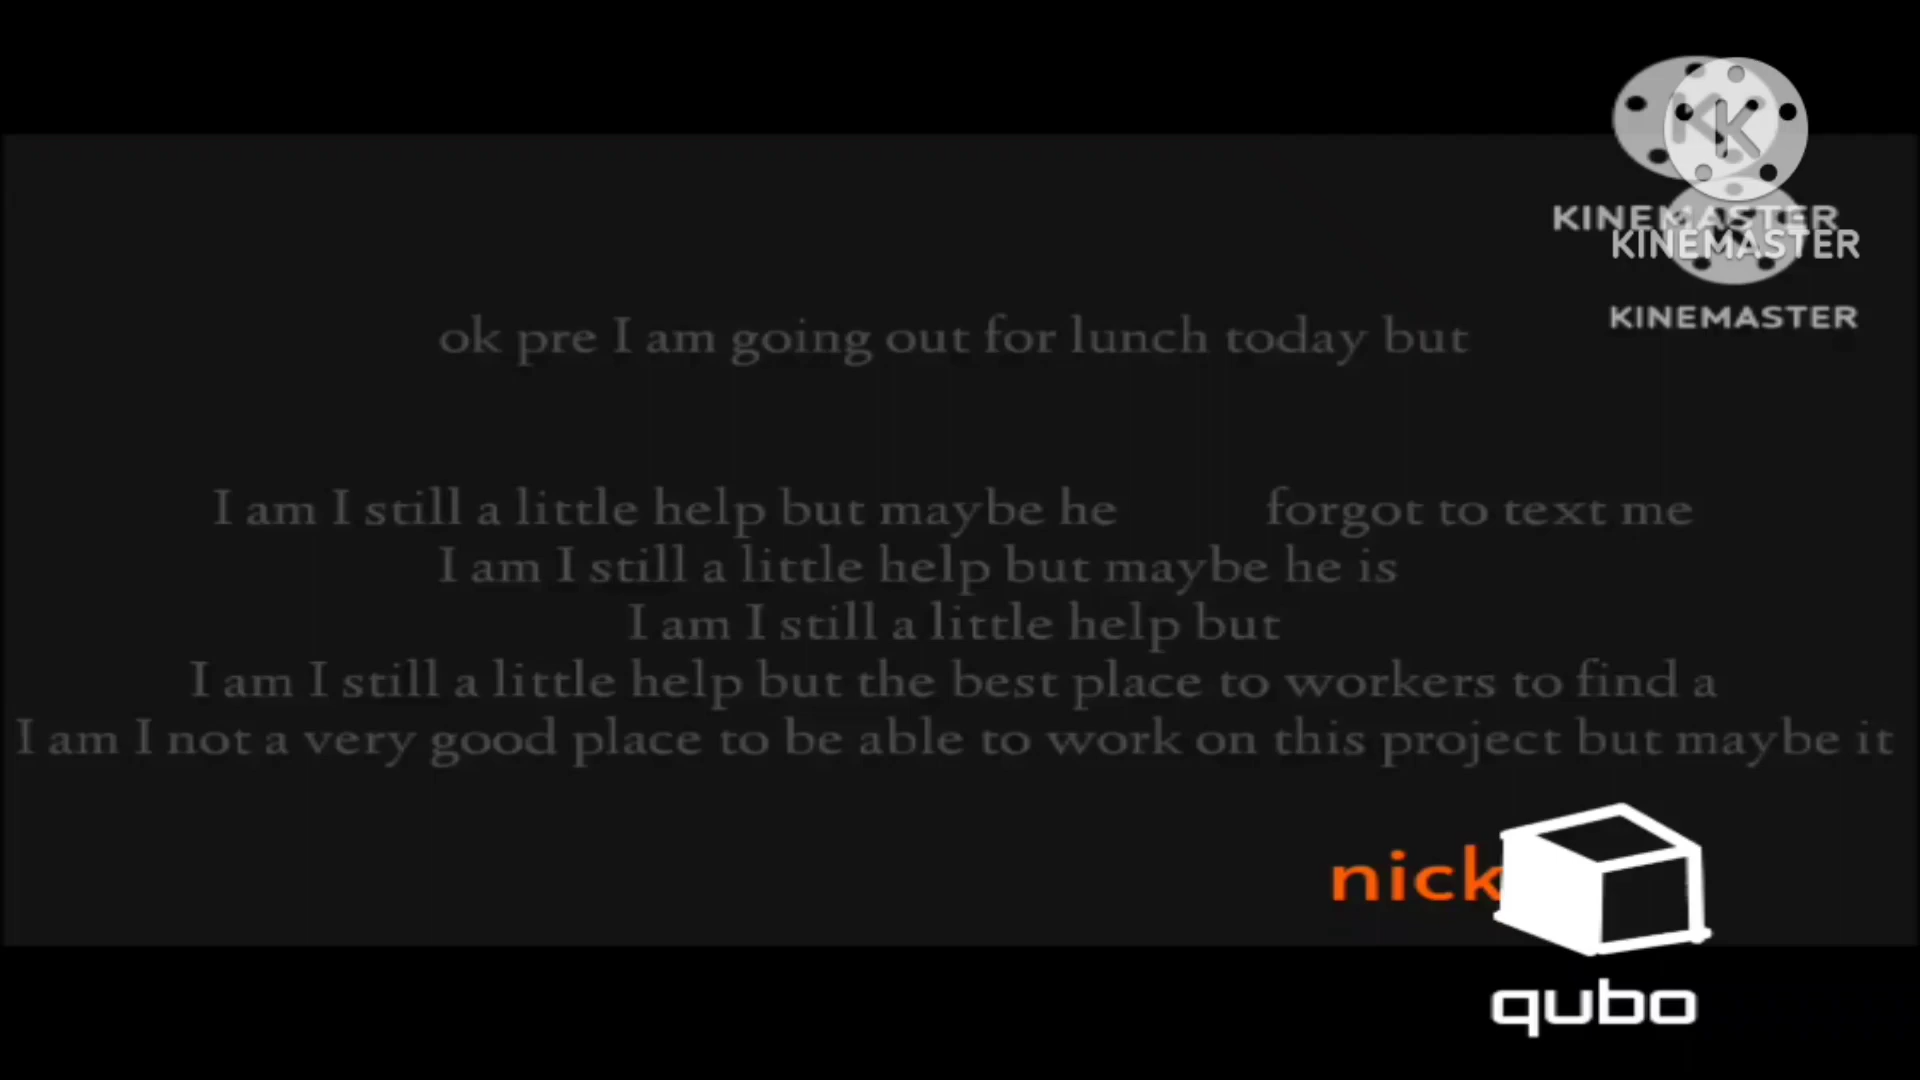 KINEMASTER
KINEMASTER
KINEMASTER
ok pre I am going out for lunch today but
I am I still a little help but maybe he forgot to text me
I am I still a little help but maybe he is
I am I still a little help but
I am I still a little help but the best place to workers to find a
I am I not a very good place to be able to work on this project but maybe it
nick
qubo